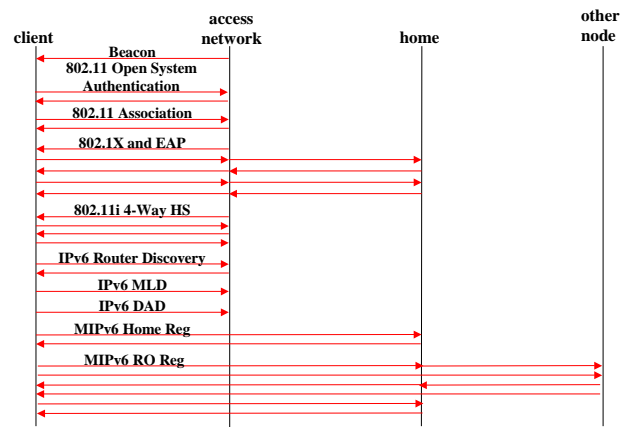 client
access
network
home
other
node
Beacon
802.11 Open System
Authentication
802.11 Association
802.1X and EAP
802.11i 4-Way HS
IPv6 Router Discovery
IPv6 MLD
IPv6 DAD
MIPv6 Home Reg
MIPv6 RO Reg